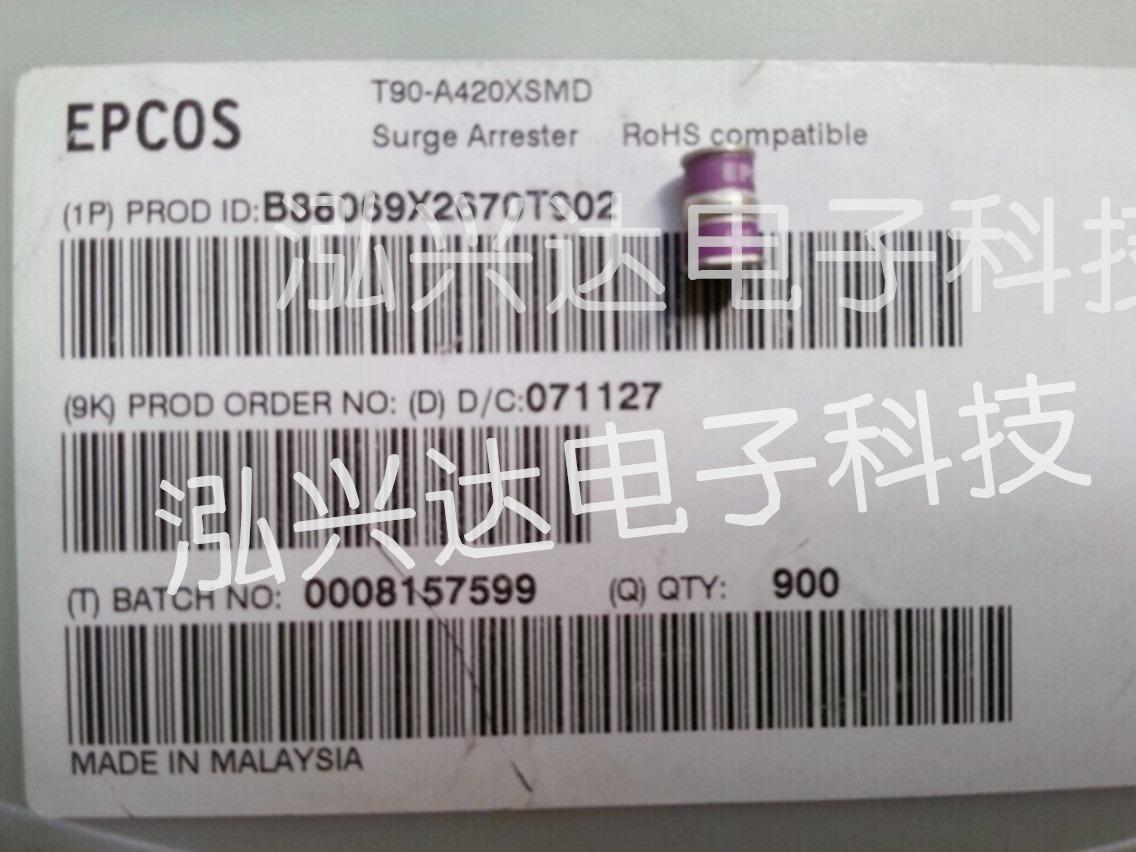 EPCOS
T90-A420XSMD
Surge Arrester RoHS compatible
(1P) PROD ID:B88069X2670T902
泓兴达电子科技
(9K) PROD ORDER NO: (D) D/C:071127
泓兴达电子科技
(T) BATCH NO: 0008157599 (Q) QTY: 900
MADE IN MALAYSIA